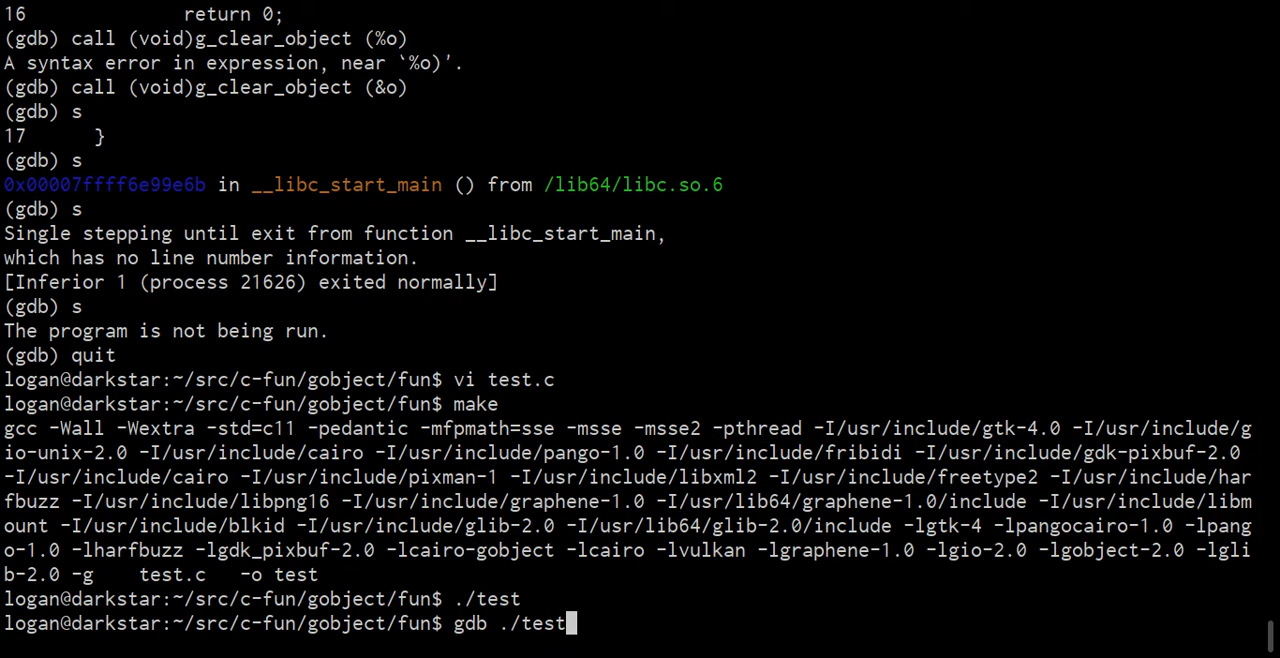 16              return 0;
(gdb) call (void)g_clear_object (%o)
A syntax error in expression, near `%o)'.
(gdb) call (void)g_clear_object (&o)
(gdb) s
17      }
(gdb) s
0x00007ffff6e99e6b in __libc_start_main () from /lib64/libc.so.6
(gdb) s
Single stepping until exit from function __libc_start_main,
which has no line number information.
[Inferior 1 (process 21626) exited normally]
(gdb) s
The program is not being run.
(gdb) quit
logan@darkstar:~/src/c-fun/gobject/fun$ vi test.c
logan@darkstar:~/src/c-fun/gobject/fun$ make
gcc -Wall -Wextra -std=c11 -pedantic -mfpmath=sse -msse -msse2 -pthread -I/usr/include/gtk-4.0 -I/usr/include/g
io-unix-2.0 -I/usr/include/cairo -I/usr/include/pango-1.0 -I/usr/include/fribidi -I/usr/include/gdk-pixbuf-2.0
-I/usr/include/cairo -I/usr/include/pixman-1 -I/usr/include/libxml2 -I/usr/include/freetype2 -I/usr/include/har
fbuzz -I/usr/include/libpng16 -I/usr/include/graphene-1.0 -I/usr/lib64/graphene-1.0/include -I/usr/include/libm
ount -I/usr/include/blkid -I/usr/include/glib-2.0 -I/usr/lib64/glib-2.0/include -lgtk-4 -lpangocairo-1.0 -lpang
o-1.0 -lharfbuzz -lgdk_pixbuf-2.0 -lcairo-gobject -lcairo -lvulkan -lgraphene-1.0 -lgio-2.0 -lgobject-2.0 -lgli
b-2.0 -g    test.c   -o test
logan@darkstar:~/src/c-fun/gobject/fun$ ./test
logan@darkstar:~/src/c-fun/gobject/fun$ gdb ./test